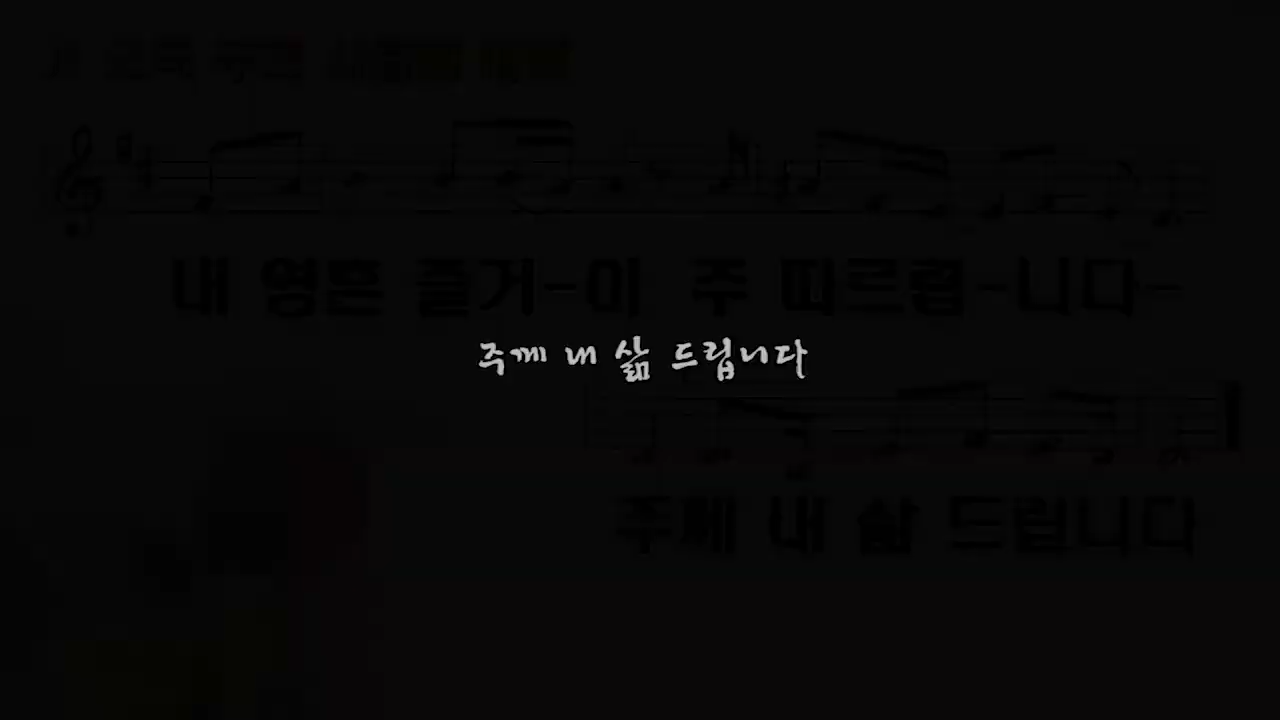 내 영은 즐거-이 주 따르렵-니다-
주께 내 삶 드립니다
주께 내 삶 드립니다